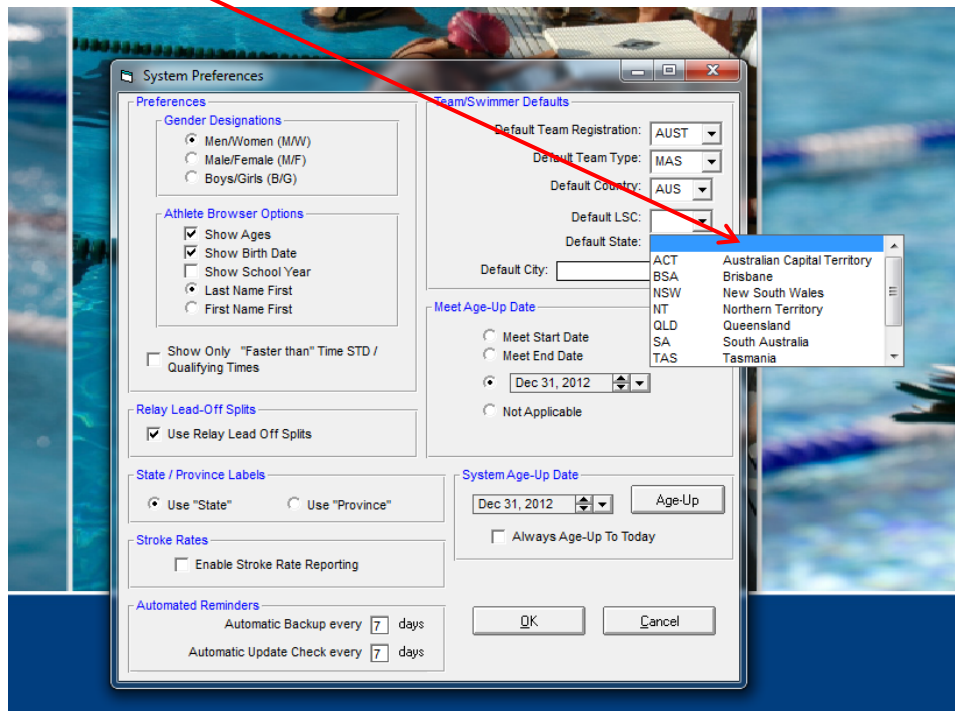 System Preferences
Preferences
Gender Designations
Men/Women (M/W)
Male/Female (M/F)
Boys/Girls (B/G)
Athlete Browser Options
Show Ages
Show Birth Date
Show School Year
Last Name First
First Name First
Show Only "Faster than" Time STD /
Qualifying Times
Relay Lead-Off Splits
Use Relay Lead Off Splits
State / Province Labels
Use "State" Use "Province"
Stroke Rates
Enable Stroke Rate Reporting
Automated Reminders
Automatic Backup every 7 days
Automatic Update Check every 7 days
Team/Swimmer Defaults
Default Team Registration: AUST
Default Team Type: MAS
Default Country: AUS
Default LSC:
Default State:
Default City:
ACT Australian Capital Territory
BSA Brisbane
NSW New South Wales
NT Northern Territory
QLD Queensland
SA South Australia
TAS Tasmania
Meet Age-Up Date
Meet Start Date
Meet End Date
Dec 31, 2012
Not Applicable
System Age-Up Date
Dec 31, 2012 Age-Up
Always Age-Up To Today
OK Cancel